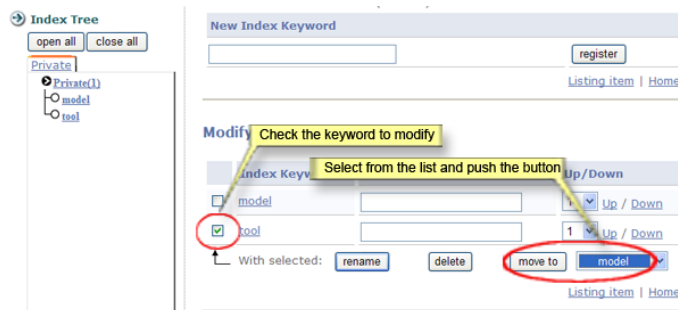 Index Tree
open all close all
Private
Private(1)
model
tool
New Index Keyword
register
Listing item | Home
Modify
Check the keyword to modify
Select from the list and push the button
Index Keyw Up/Down
model 1 Up / Down
tool 1 Up / Down
With selected: rename delete move to model
Listing item | Home